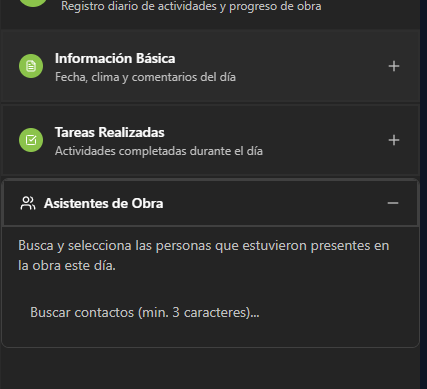 Registro diario de actividades y progreso de obra
Información Básica
Fecha, clima y comentarios del día
Tareas Realizadas
Actividades completadas durante el día
Asistentes de Obra
Busca y selecciona las personas que estuvieron presentes en
la obra este día.
Buscar contactos (min. 3 caracteres)...